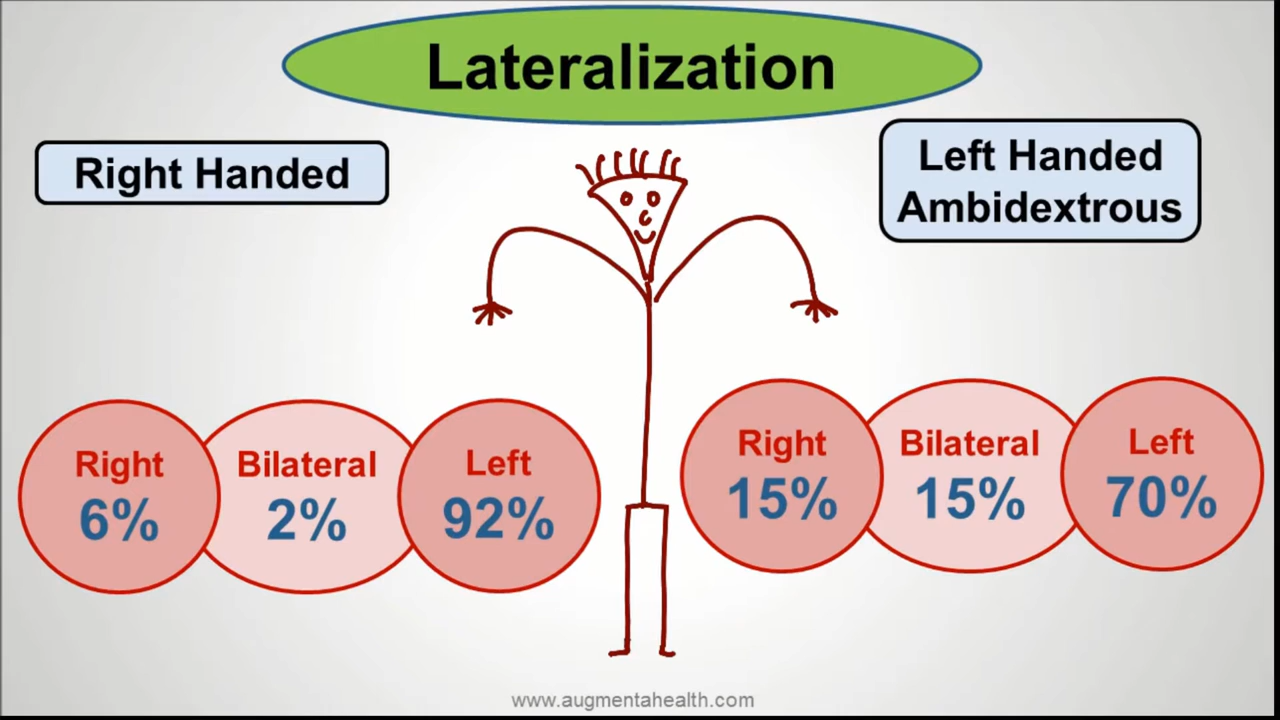 Lateralization
Right Handed
Left Handed
Ambidextrous
Right
6%
Bilateral
2%
Left
92%
Right
15%
Bilateral
15%
Left
70%
www.augmentahealth.com